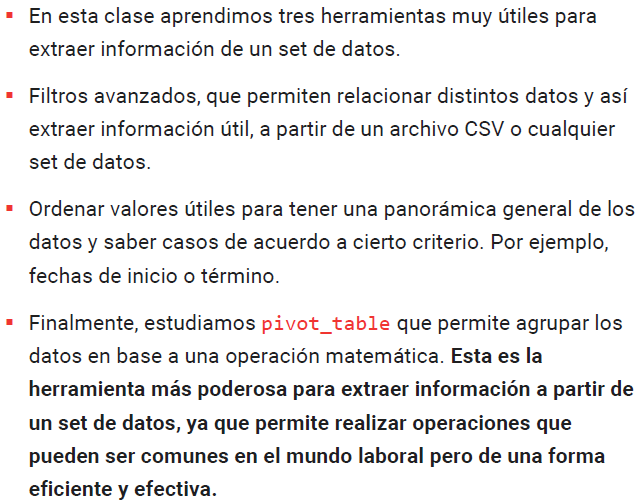 En esta clase aprendimos tres herramientas muy útiles para
extraer información de un set de datos.
Filtros avanzados, que permiten relacionar distintos datos y así
extraer información útil, a partir de un archivo CSV o cualquier
set de datos.
Ordenar valores útiles para tener una panorámica general de los
datos y saber casos de acuerdo a cierto criterio. Por ejemplo,
fechas de inicio o término.
Finalmente, estudiamos pivot_table que permite agrupar los
datos en base a una operación matemática. Esta es la
herramienta más poderosa para extraer información a partir de
un set de datos, ya que permite realizar operaciones que
pueden ser comunes en el mundo laboral pero de una forma
eficiente y efectiva.